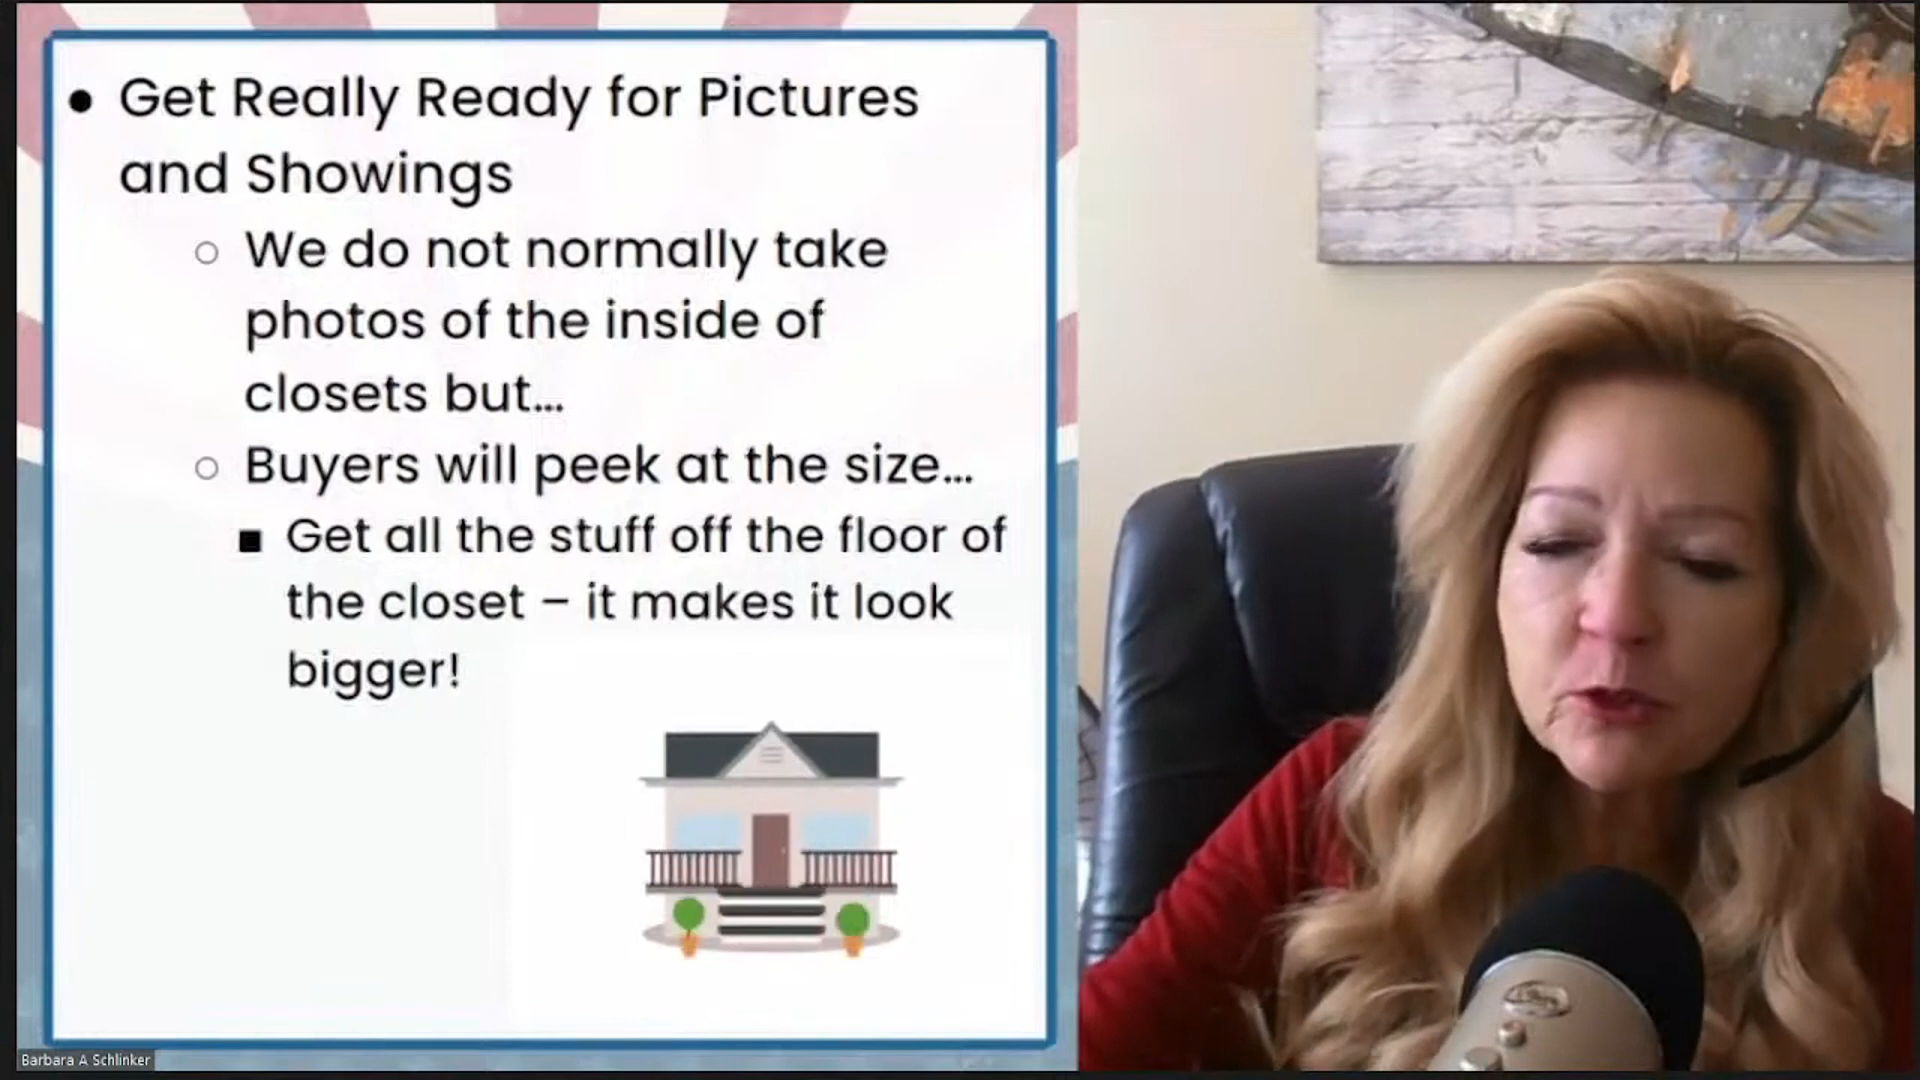 ● Get Really Ready for Pictures
and Showings
○ We do not normally take
photos of the inside of
closets but...
○ Buyers will peek at the size...
■ Get all the stuff off the floor of
the closet – it makes it look
bigger!
Barbara A Schlinker